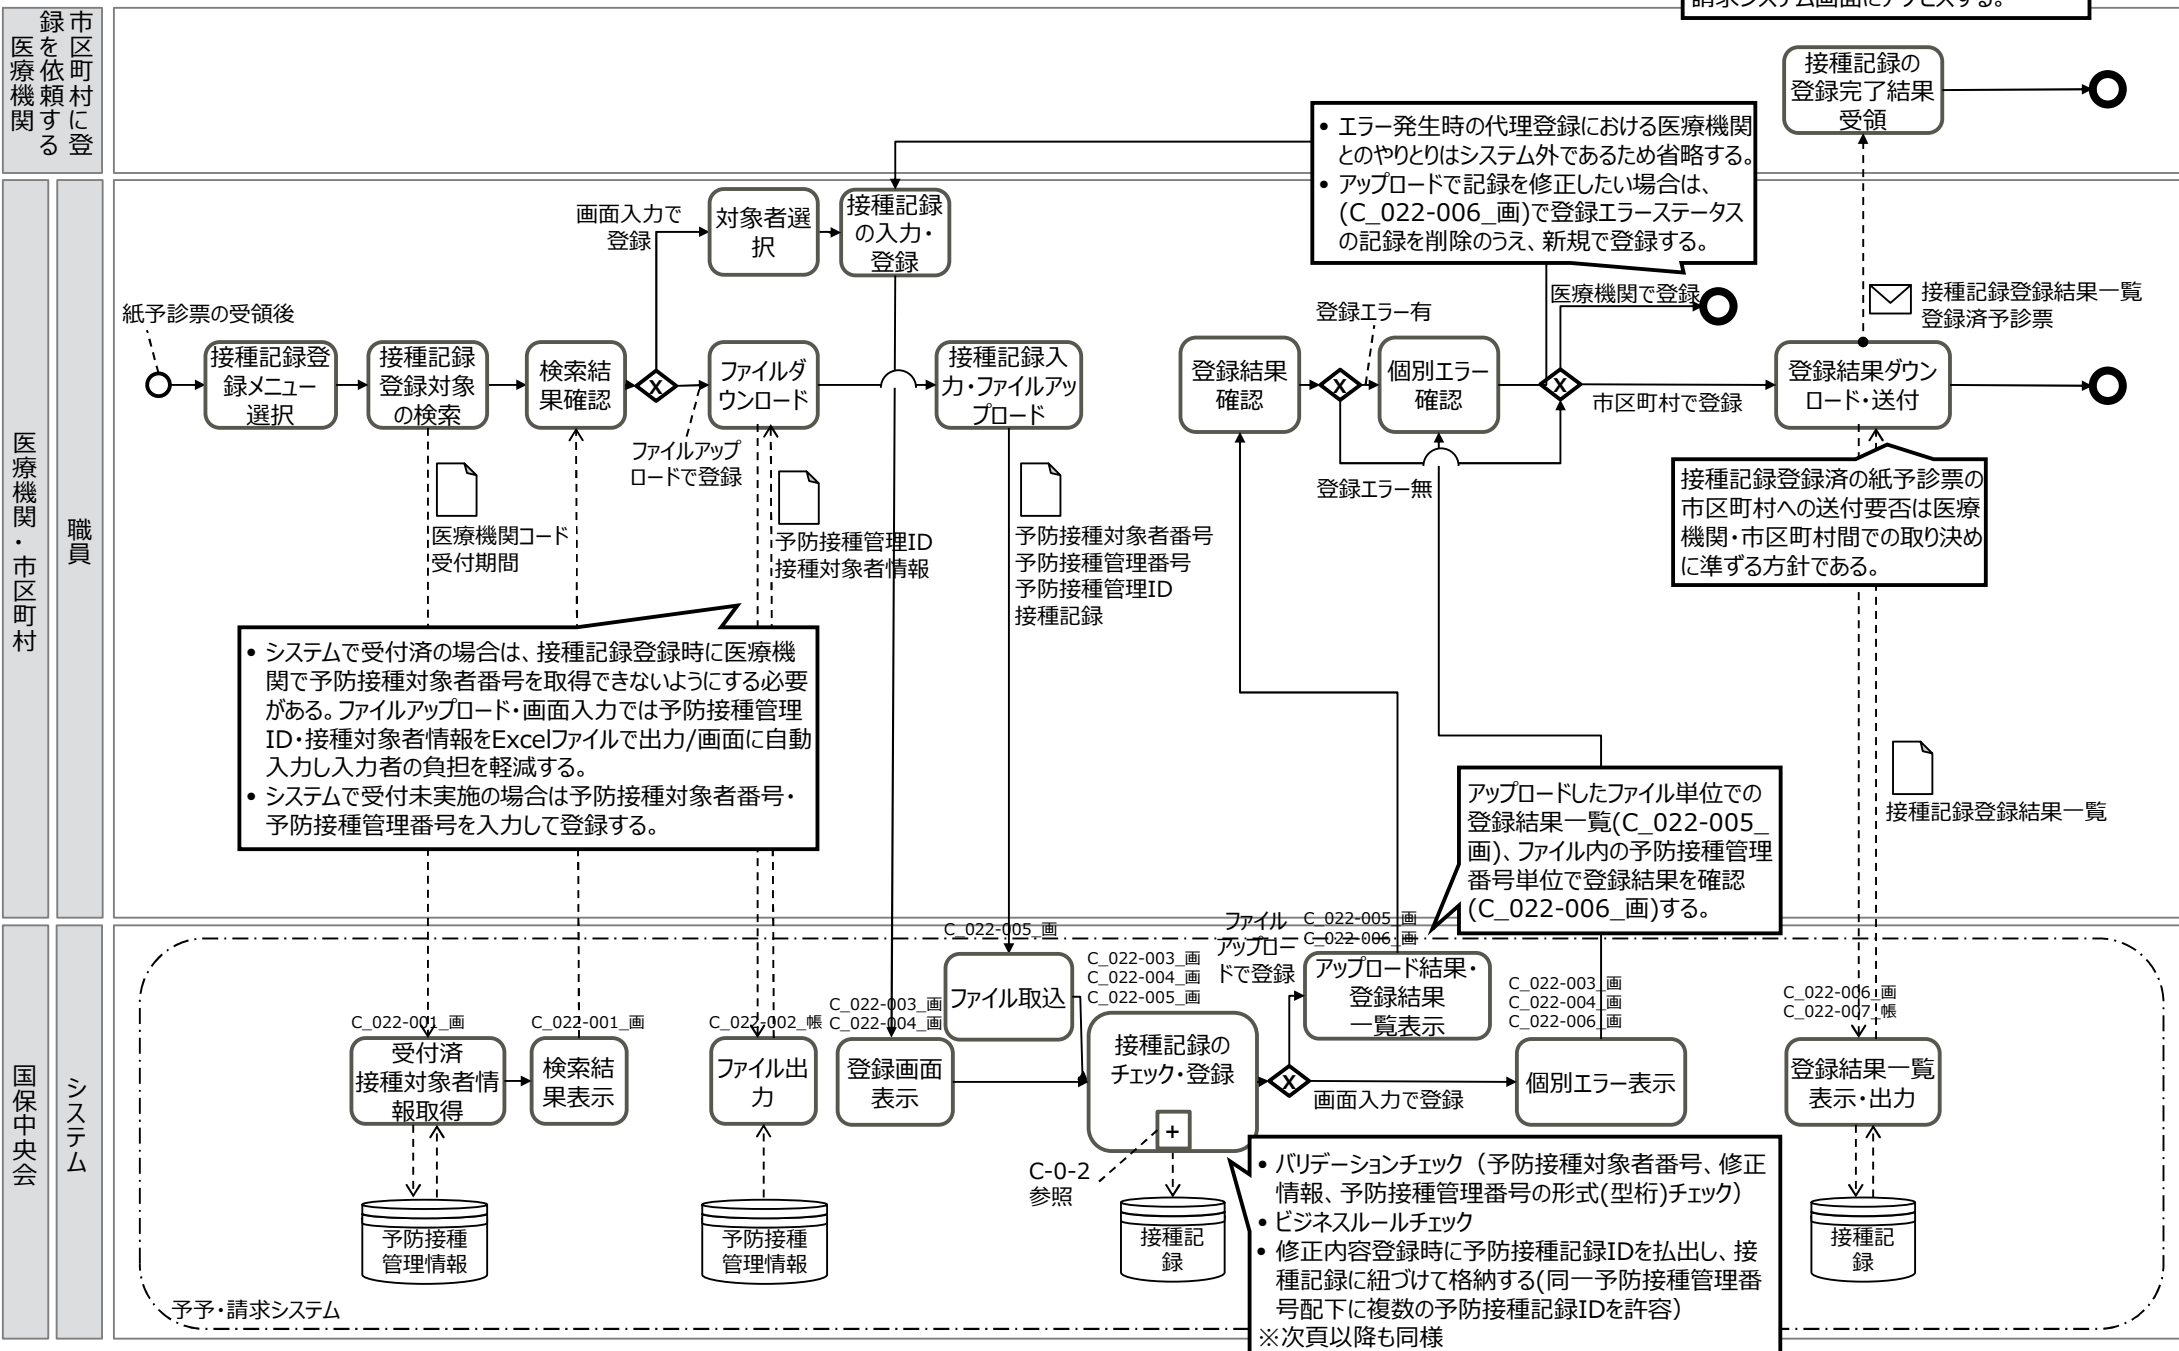 請求システム画面にアクセスする。
市区町村に登
録を依頼する
医療機関
接種記録の
登録完了結果
受領
• エラー発生時の代理登録における医療機関
とのやりとりはシステム外であるため省略する。
• アップロードで記録を修正したい場合は、
(C_022-006_画)で登録エラーステータス
の記録を削除のうえ、新規で登録する。
医療機関・市区町村
職員
画面入力で
登録
対象者選
択
接種記録
の入力・
登録
紙予診票の受領後
接種記録登
録メニュー
選択
接種記録
登録対象
の検索
検索結
果確認
X
ファイルダ
ウンロード
接種記録入
力・ファイルアッ
プロード
ファイルアップ
ロードで登録
登録結果
確認
登録エラー有
X
登録エラー無
個別エラー
確認
医療機関で登録
X
市区町村で登録
接種記録登録結果一覧
登録済予診票
登録結果ダウン
ロード・送付
医療機関コード
受付期間
予防接種管理ID
接種対象者情報
予防接種対象者番号
予防接種管理番号
予防接種管理ID
接種記録
接種記録登録済の紙予診票の
市区町村への送付要否は医療
機関・市区町村間での取り決め
に準ずる方針である。
• システムで受付済の場合は、接種記録登録時に医療機
関で予防接種対象者番号を取得できないようにする必要
がある。ファイルアップロード・画面入力では予防接種管理
ID・接種対象者情報をExcelファイルで出力/画面に自動
入力し入力者の負担を軽減する。
• システムで受付未実施の場合は予防接種対象者番号・
予防接種管理番号を入力して登録する。
アップロードしたファイル単位での
登録結果一覧(C_022-005_
画)、ファイル内の予防接種管理
番号単位で登録結果を確認
(C_022-006_画)する。
接種記録登録結果一覧
国保中央会
システム
C_022-001_画
受付済
接種対象者情
報取得
C_022-001_画
検索結
果表示
C_022-002_帳
ファイル出
力
C_022-003_画
C_022-004_画
登録画面
表示
C_022-005_画
ファイル取込
C_022-003_画
C_022-004_画
C_022-005_画
接種記録の
チェック・登録
+
C-0-2
参照
X
ファイル
アップロー
ドで登録
画面入力で登録
C_022-005_画
C_022-006_画
アップロード結果・
登録結果
一覧表示
C_022-003_画
C_022-004_画
C_022-006_画
個別エラー表示
C_022-006_画
C_022-007_帳
登録結果一覧
表示・出力
予防接種
管理情報
予防接種
管理情報
接種記
録
接種記
録
• バリデーションチェック（予防接種対象者番号、修正
情報、予防接種管理番号の形式(型桁)チェック）
• ビジネスルールチェック
• 修正内容登録時に予防接種記録IDを払出し、接
種記録に紐づけて格納する(同一予防接種管理番
号配下に複数の予防接種記録IDを許容）
※次頁以降も同様
予予・請求システム